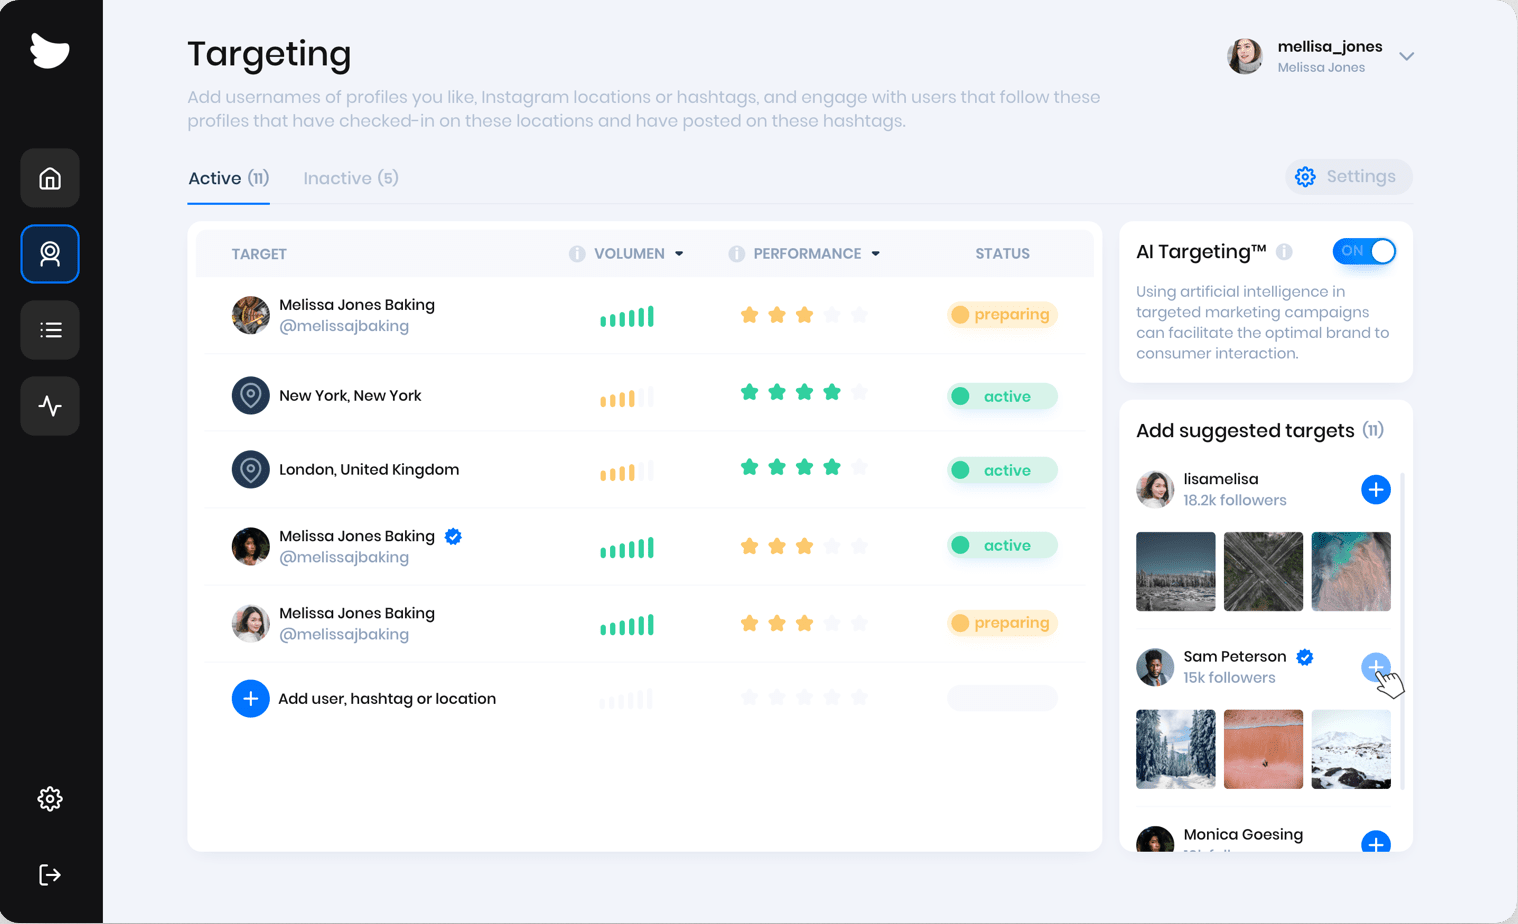 Targeting
mellisa_jones
Melissa Jones
Add usernames of profiles you like, Instagram locations or hashtags, and engage with users that follow these
profiles that have checked-in on these locations and have posted on these hashtags.
Active (11)
Inactive (5)
Settings
TARGET
VOLUMEN
PERFORMANCE
STATUS
Melissa Jones Baking
@melissajbaking
preparing
New York, New York
active
London, United Kingdom
active
Melissa Jones Baking
@melissajbaking
active
Melissa Jones Baking
@melissajbaking
preparing
Add user, hashtag or location
AI Targeting™
ON
Using artificial intelligence in
targeted marketing campaigns
can facilitate the optimal brand to
consumer interaction.
Add suggested targets (11)
lisamelisa
18.2k followers
Sam Peterson
15k followers
Monica Goesing